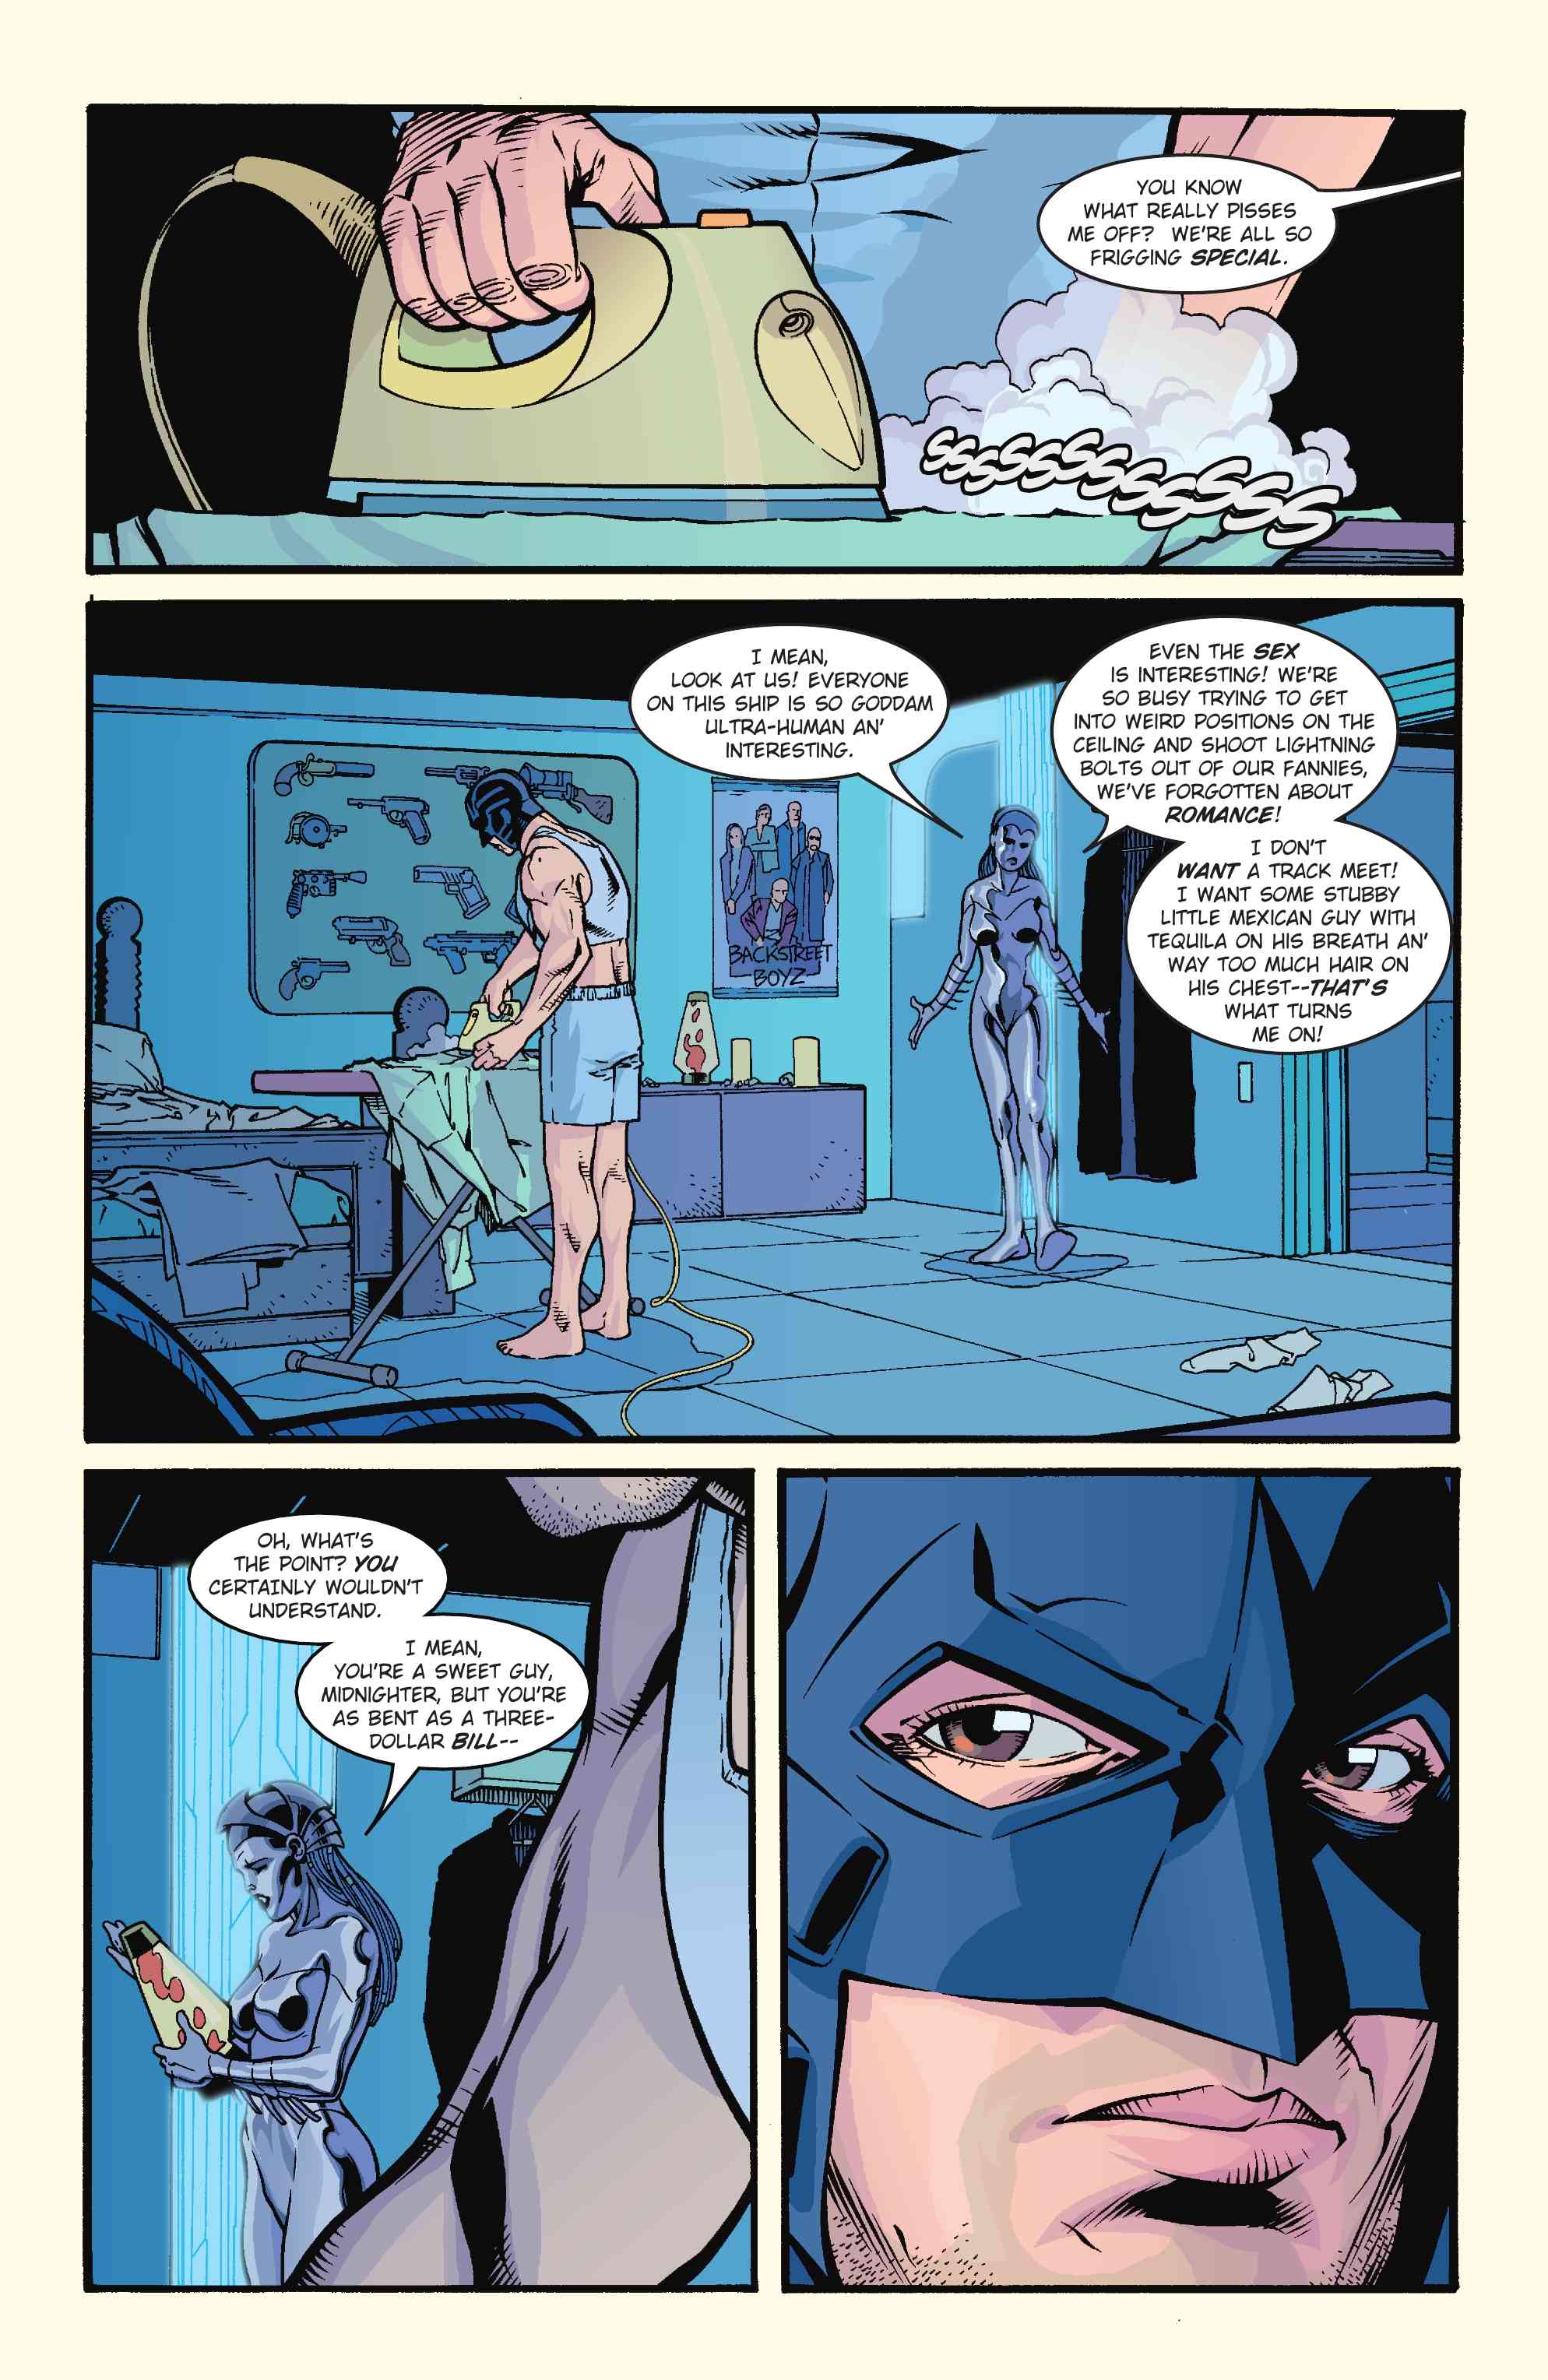 YOU KNOW
WHAT REALLY PISSES
ME OFF? WE'RE ALL SO
FRIGGING SPECIAL.
SSSSSSSSSSSSS
I MEAN,
LOOK AT US! EVERYONE
ON THIS SHIP IS SO GODDAM
ULTRA-HUMAN AN'
INTERESTING.
EVEN THE SEX
IS INTERESTING! WE'RE
SO BUSY TRYING TO GET
INTO WEIRD POSITIONS ON THE
CEILING AND SHOOT LIGHTNING
BOLTS OUT OF OUR FANNIES,
WE'VE FORGOTTEN ABOUT
ROMANCE!
I DON'T
WANT A TRACK MEET!
I WANT SOME STUBBY
LITTLE MEXICAN GUY WITH
TEQUILA ON HIS BREATH AN'
WAY TOO MUCH HAIR ON
HIS CHEST--THAT'S
WHAT TURNS
ME ON!
BACKSTREET
BOYZ
OH, WHAT'S
THE POINT? YOU
CERTAINLY WOULDN'T
UNDERSTAND.
I MEAN,
YOU'RE A SWEET GUY,
MIDNIGHTER, BUT YOU'RE
AS BENT AS A THREE-
DOLLAR BILL--